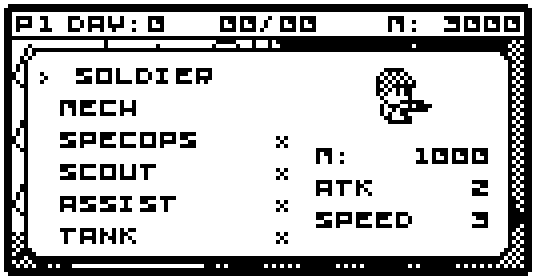 P1 DAY:0 00/00 M: 3000
> SOLDIER
MECH
SPECOPS x
SCOUT x
ASSIST x
TANK x
M: 1000
ATK 2
SPEED 3